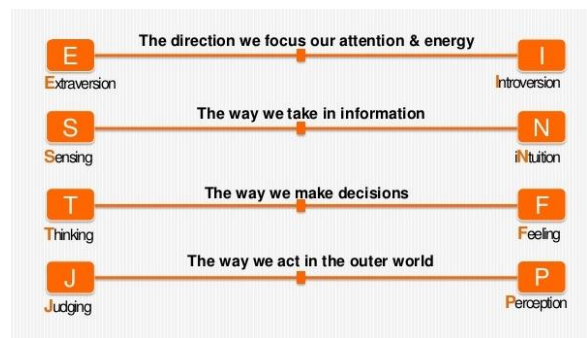 The direction we focus our attention & energy
E I
Extraversion Introversion
The way we take in information
S N
Sensing iNtuition
The way we make decisions
T F
Thinking Feeling
The way we act in the outer world
J P
Judging Perception